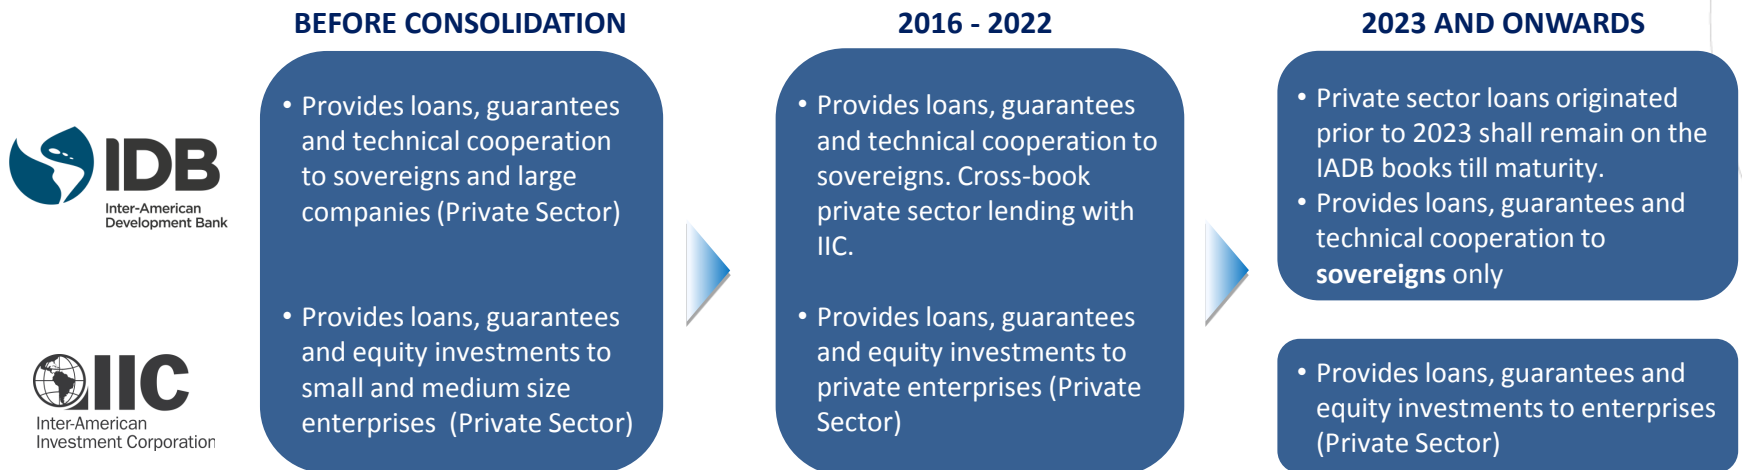 BEFORE CONSOLIDATION
2016 - 2022
2023 AND ONWARDS
IDB
Inter-American
Development Bank
• Provides loans, guarantees
and technical cooperation
to sovereigns and large
companies (Private Sector)
• Provides loans, guarantees
and technical cooperation to
sovereigns. Cross-book
private sector lending with
IIC.
• Private sector loans originated
prior to 2023 shall remain on the
IADB books till maturity.
• Provides loans, guarantees and
technical cooperation to
sovereigns only
IIC
Inter-American
Investment Corporation
• Provides loans, guarantees
and equity investments to
small and medium size
enterprises (Private Sector)
• Provides loans, guarantees
and equity investments to
private enterprises (Private
Sector)
• Provides loans, guarantees and
equity investments to enterprises
(Private Sector)